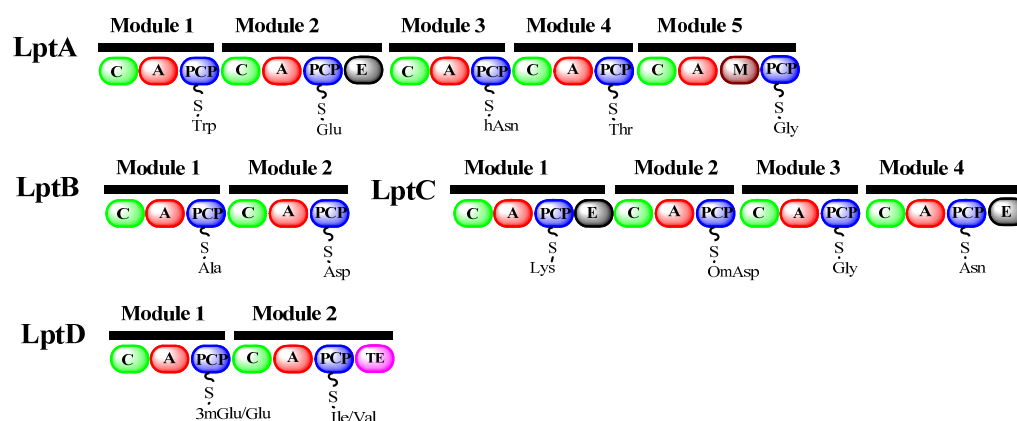 LptA
Module 1 Module 2 Module 3 Module 4 Module 5
C A PCP C A PCP E C A PCP C A PCP C A M PCP
S S S S S
Trp Glu hAsn Thr Gly
LptB
Module 1 Module 2
C A PCP C A PCP
S S
Ala Asp
LptC
Module 1 Module 2 Module 3 Module 4
C A PCP E C A PCP C A PCP C A PCP E
S S S S
Lys OmAsp Gly Asn
LptD
Module 1 Module 2
C A PCP C A PCP TE
S S
3mGlu/Glu Ile/Val